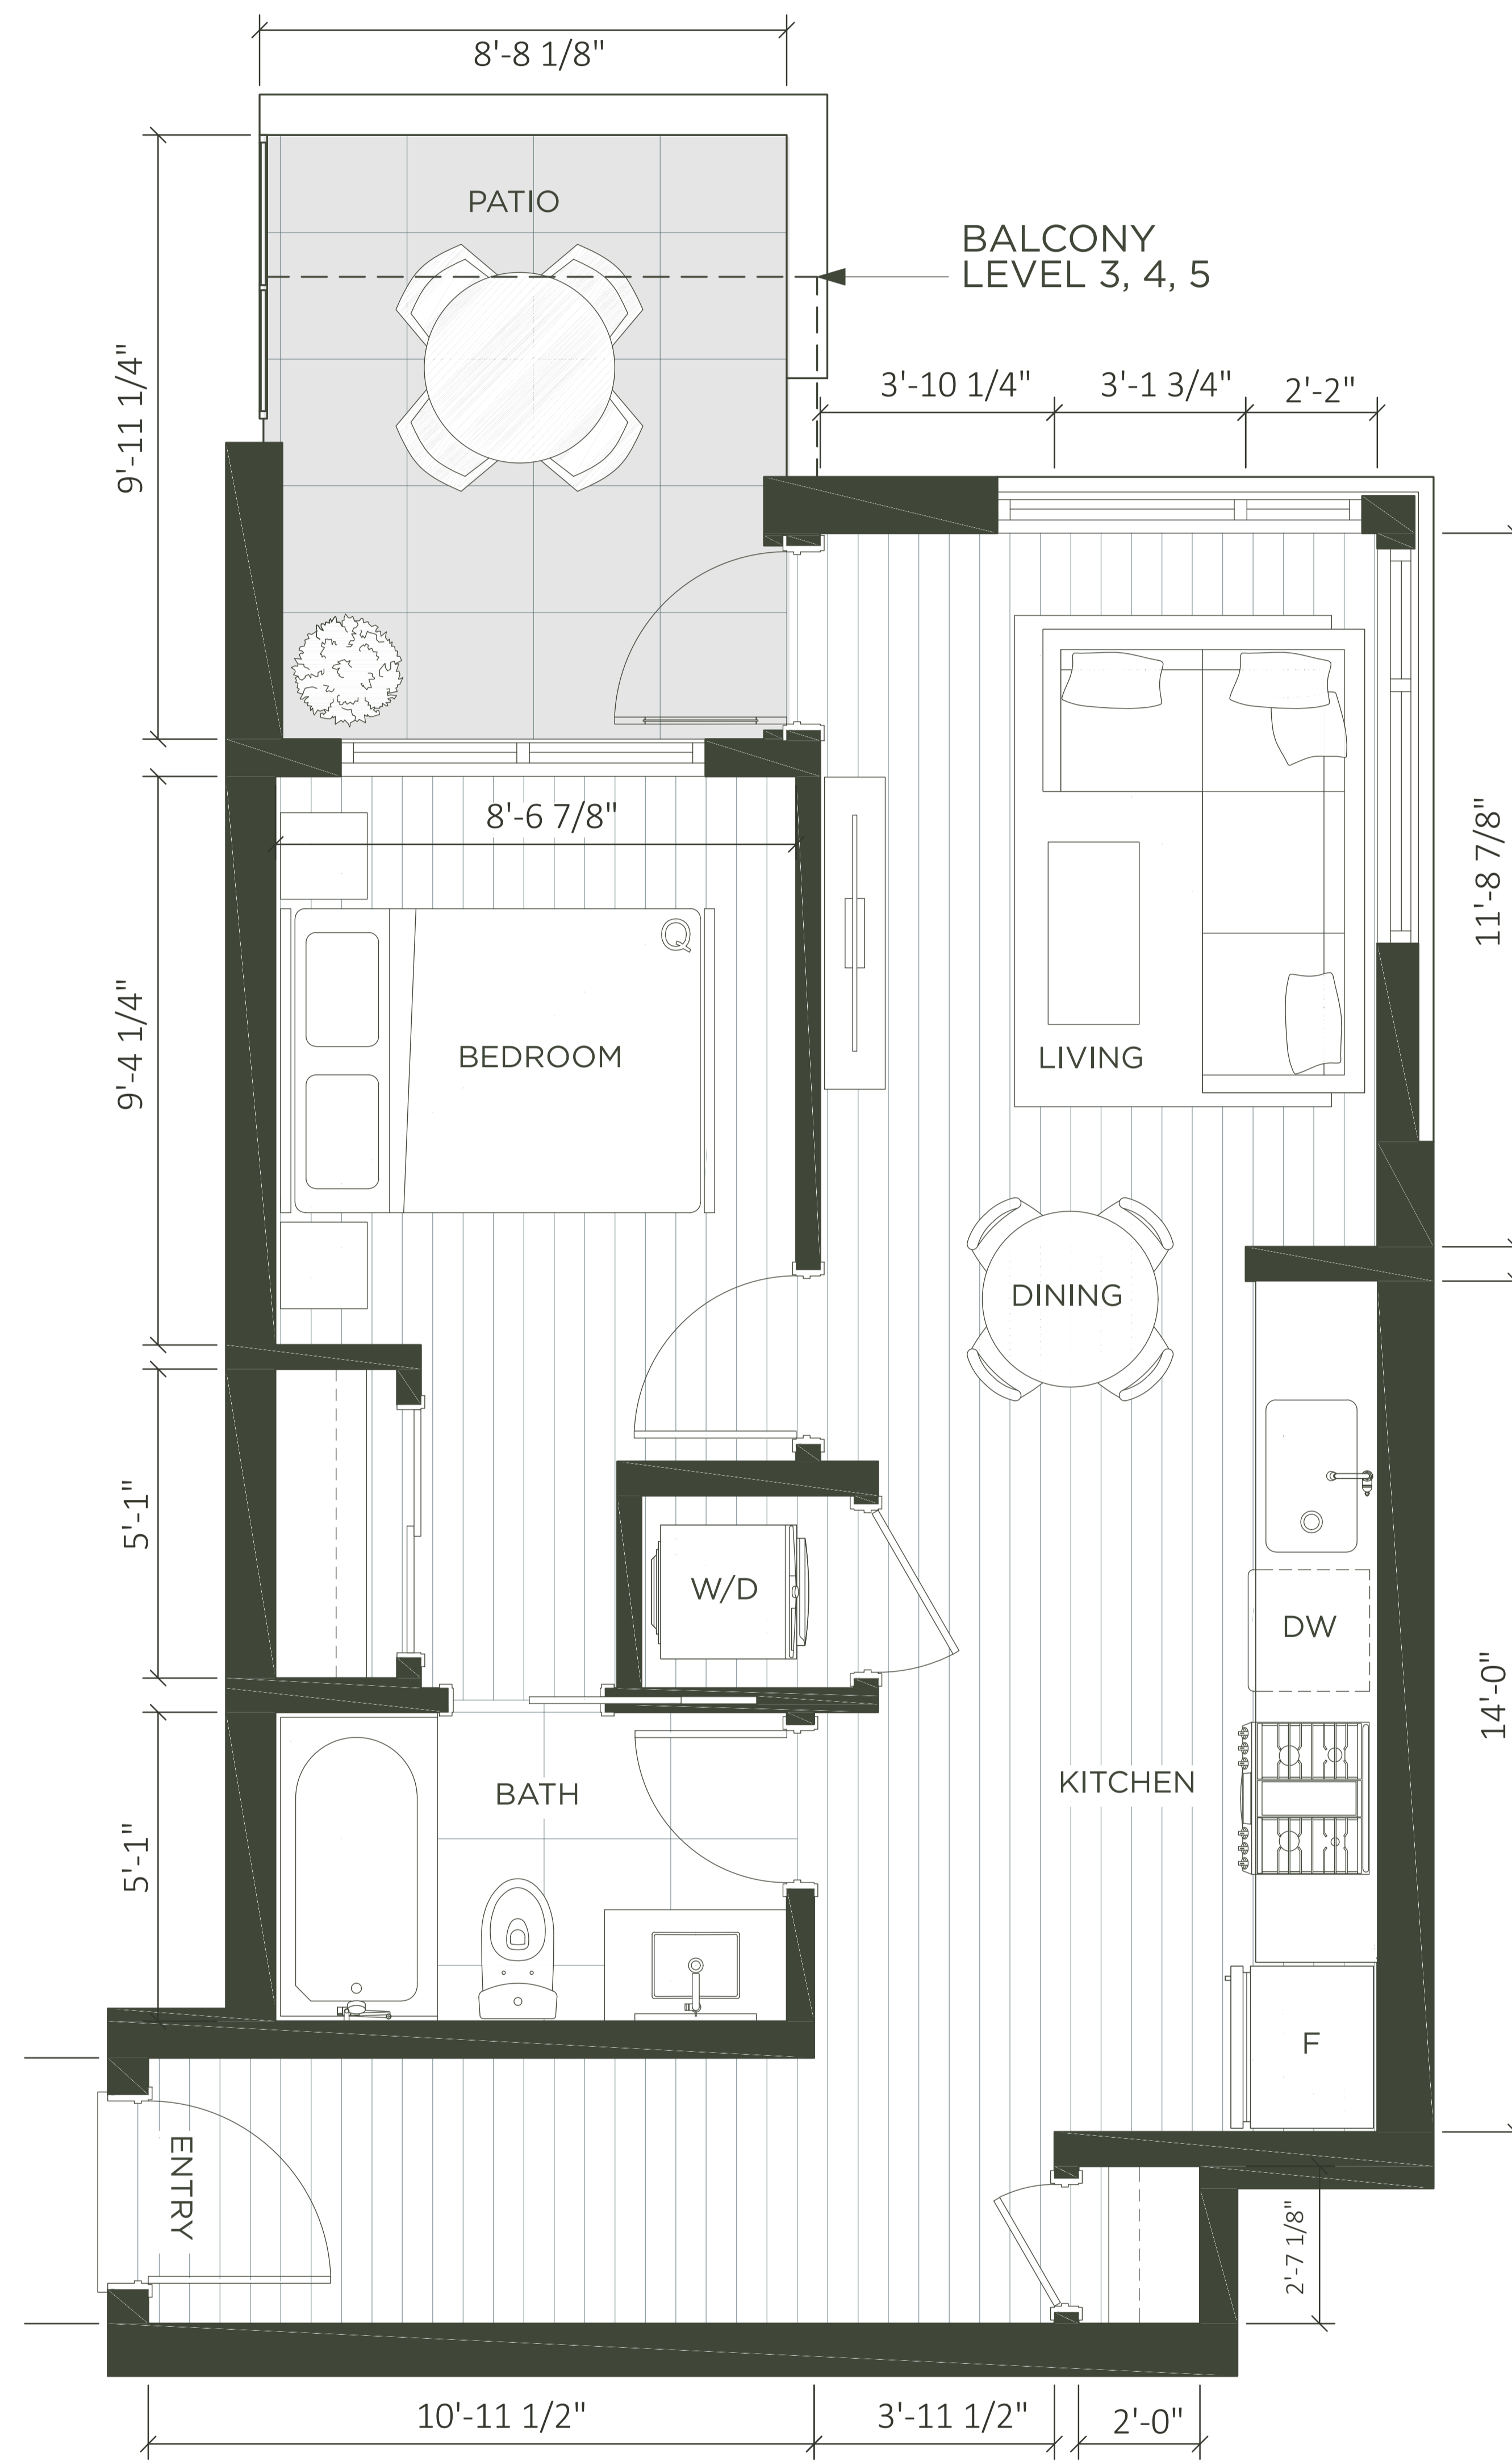 8'-8 1/8"
PATIO
BALCONY
LEVEL 3, 4, 5
9'-11 1/4"
3'-10 1/4"
3'-1 3/4"
2'-2"
8'-6 7/8"
11'-8 7/8"
Q
9'-4 1/4"
BEDROOM
LIVING
DINING
5'-1"
W/D
DW
14'-0"
KITCHEN
BATH
5'-1"
F
ENTRY
2'-7 1/8"
10'-11 1/2"
3'-11 1/2"
2'-0"